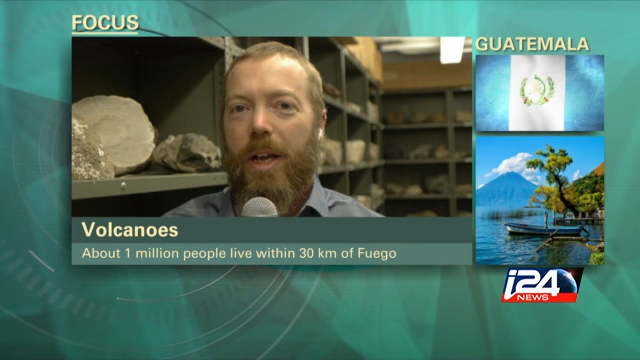 FOCUS
GUATEMALA
Volcanoes
About 1 million people live within 30 km of Fuego
i24
NEWS